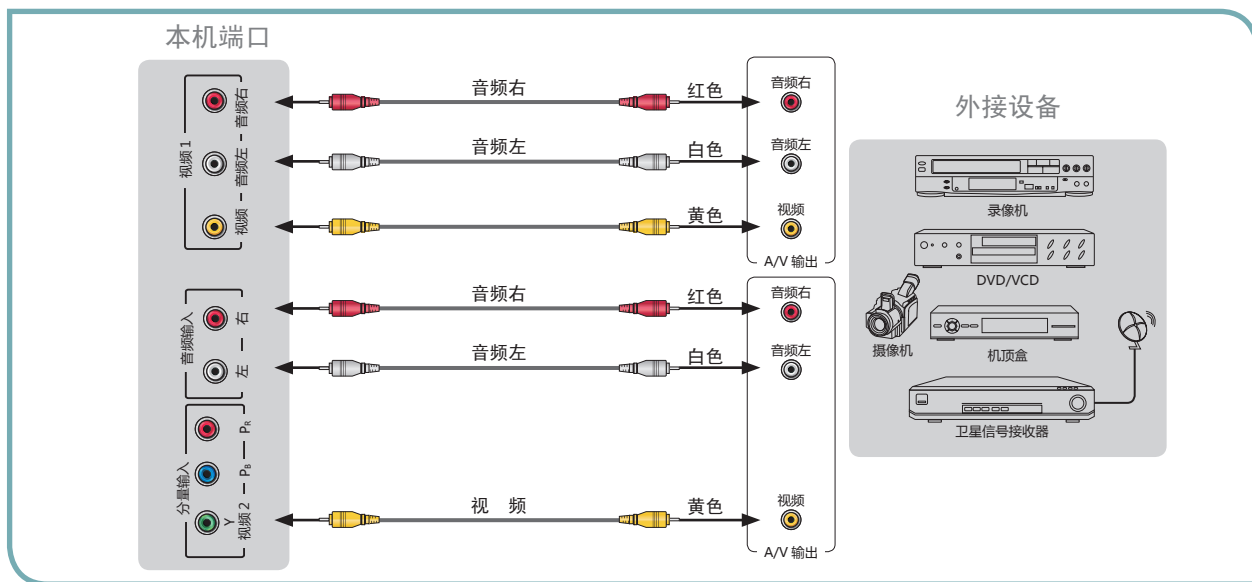 本机端口
外接设备
视频 1
音频右
音频左
视频
音频右
红色
音频右
音频左
白色
音频左
黄色
视频
A/V 输出
音频输入
右
左
音频右
红色
音频右
音频左
白色
音频左
分量输入
PR
PB
Y
视频 2
视 频
黄色
视频
A/V 输出
录像机
DVD/VCD
摄像机
机顶盒
卫星信号接收器